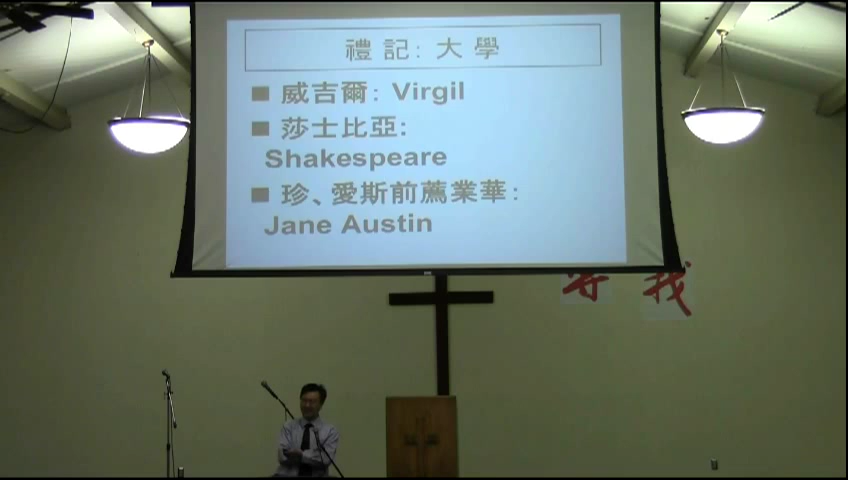 禮記: 大學
■ 威吉爾: Virgil
■ 莎士比亞:
Shakespeare
■ 珍、愛斯前薦業華:
Jane Austin
我